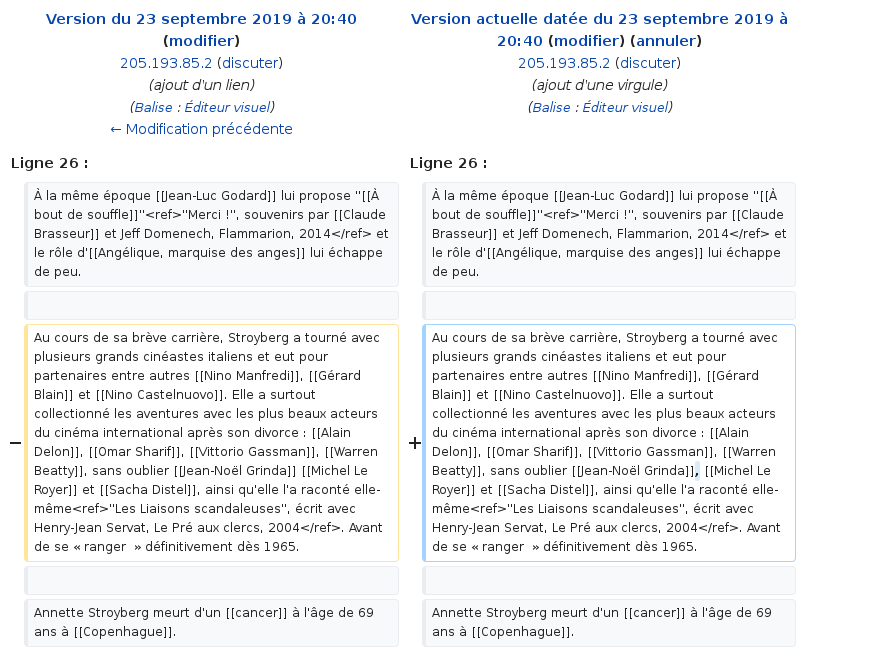 Version du 23 septembre 2019 à 20:40
(modifier)
205.193.85.2 (discuter)
(ajout d'un lien)
(Balise : Éditeur visuel)
← Modification précédente
Version actuelle datée du 23 septembre 2019 à
20:40 (modifier) (annuler)
205.193.85.2 (discuter)
(ajout d'une virgule)
(Balise : Éditeur visuel)
Ligne 26 :
Ligne 26 :
À la même époque [[Jean-Luc Godard]] lui propose ''[[À
bout de souffle]]''<ref>"Merci !", souvenirs par [[Claude
Brasseur]] et Jeff Domenech, Flammarion, 2014</ref> et
le rôle d'[[Angélique, marquise des anges]] lui échappe
de peu.
À la même époque [[Jean-Luc Godard]] lui propose ''[[À
bout de souffle]]''<ref>"Merci !", souvenirs par [[Claude
Brasseur]] et Jeff Domenech, Flammarion, 2014</ref> et
le rôle d'[[Angélique, marquise des anges]] lui échappe
de peu.
−
Au cours de sa brève carrière, Stroyberg a tourné avec
plusieurs grands cinéastes italiens et eut pour
partenaires entre autres [[Nino Manfredi]], [[Gérard
Blain]] et [[Nino Castelnuovo]]. Elle a surtout
collectionné les aventures avec les plus beaux acteurs
du cinéma international après son divorce : [[Alain
Delon]], [[Omar Sharif]], [[Vittorio Gassman]], [[Warren
Beatty]], sans oublier [[Jean-Noël Grinda]] [[Michel Le
Royer]] et [[Sacha Distel]], ainsi qu'elle l'a raconté elle-
même<ref>"Les Liaisons scandaleuses", écrit avec
Henry-Jean Servat, Le Pré aux clercs, 2004</ref>. Avant
de se « ranger  » définitivement dès 1965.
+
Au cours de sa brève carrière, Stroyberg a tourné avec
plusieurs grands cinéastes italiens et eut pour
partenaires entre autres [[Nino Manfredi]], [[Gérard
Blain]] et [[Nino Castelnuovo]]. Elle a surtout
collectionné les aventures avec les plus beaux acteurs
du cinéma international après son divorce : [[Alain
Delon]], [[Omar Sharif]], [[Vittorio Gassman]], [[Warren
Beatty]], sans oublier [[Jean-Noël Grinda]], [[Michel Le
Royer]] et [[Sacha Distel]], ainsi qu'elle l'a raconté elle-
même<ref>"Les Liaisons scandaleuses", écrit avec
Henry-Jean Servat, Le Pré aux clercs, 2004</ref>. Avant
de se « ranger  » définitivement dès 1965.
Annette Stroyberg meurt d'un [[cancer]] à l'âge de 69
ans à [[Copenhague]].
Annette Stroyberg meurt d'un [[cancer]] à l'âge de 69
ans à [[Copenhague]].